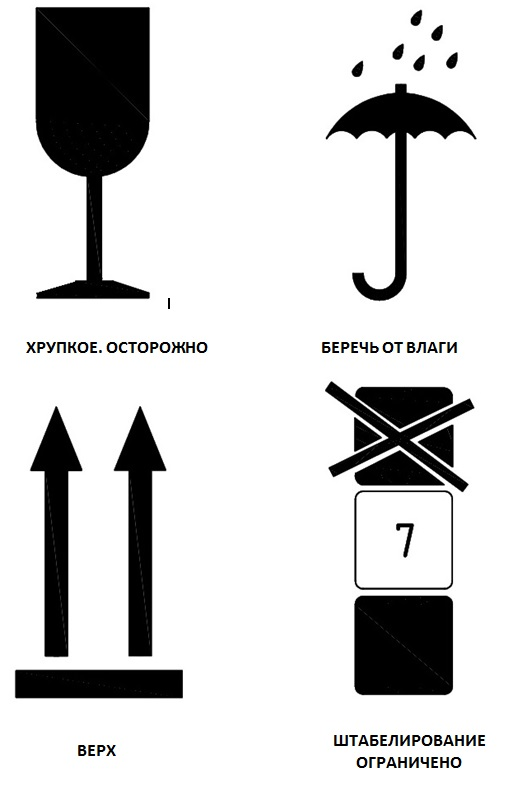 ХРУПКОЕ. ОСТОРОЖНО
БЕРЕЧЬ ОТ ВЛАГИ
7
ВЕРХ
ШТАБЕЛИРОВАНИЕ
ОГРАНИЧЕНО